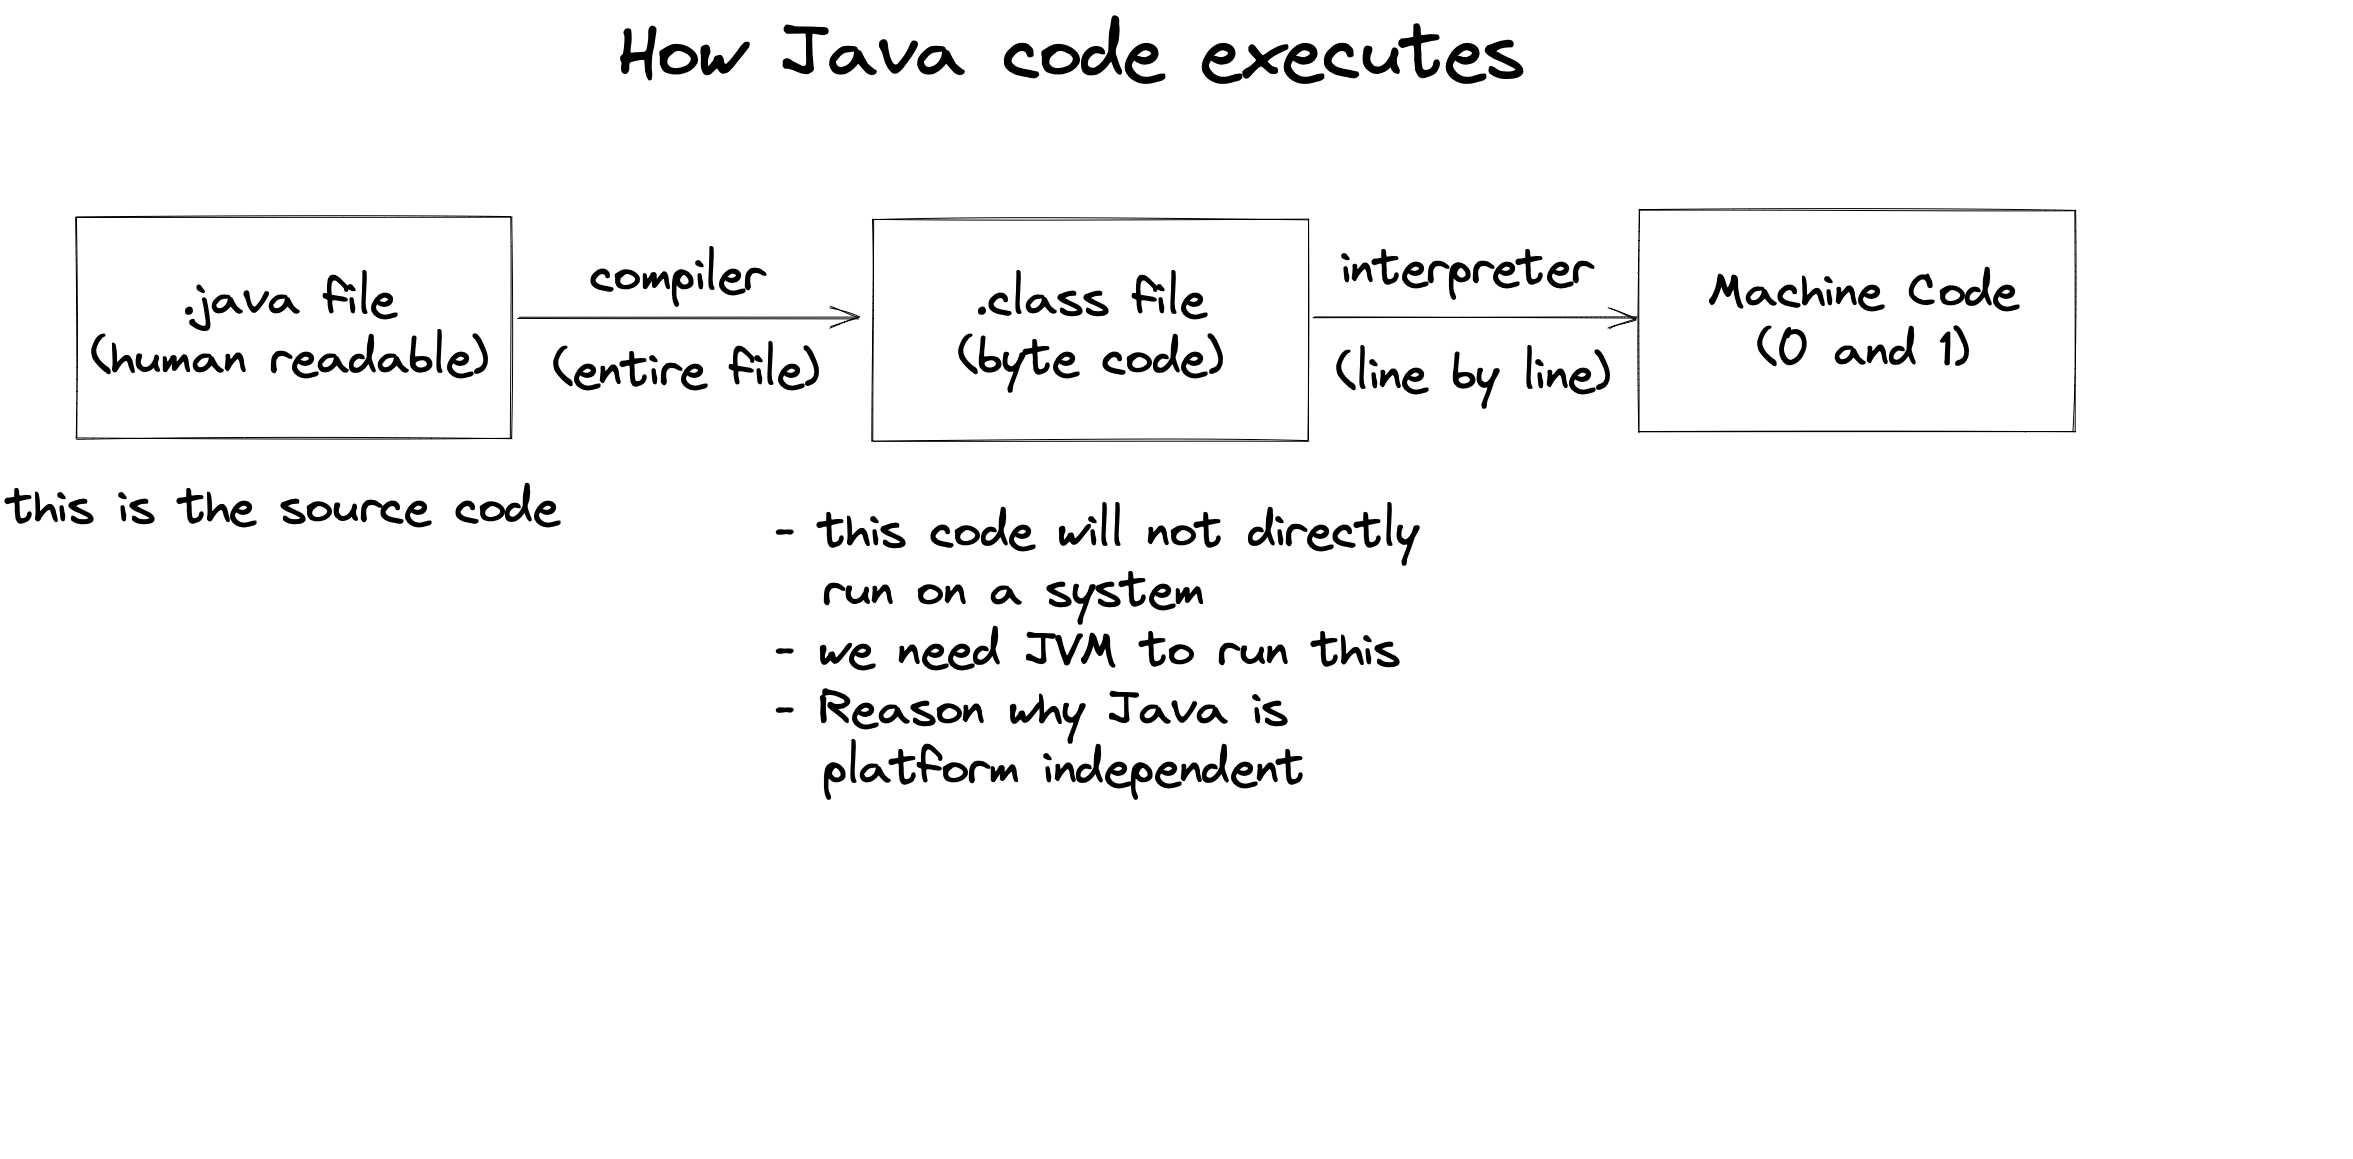 How Java code executes
.java file
(human readable)
compiler
(entire file)
.class file
(byte code)
interpreter
(line by line)
Machine Code
(0 and 1)
this is the source code
- this code will not directly
run on a system
- we need JVM to run this
- Reason why Java is
platform independent